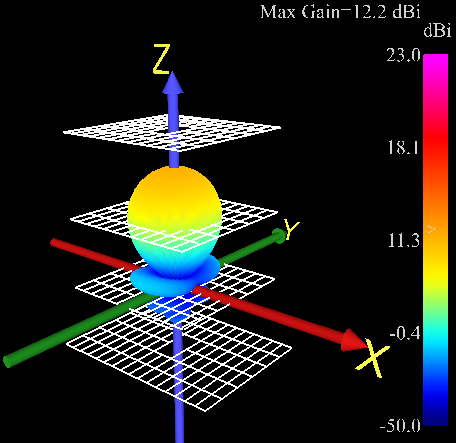 Max Gain=12.2 dBi
dBi
23.0
Z
18.1
Y
>
11.3
-0.4
X
-50.0